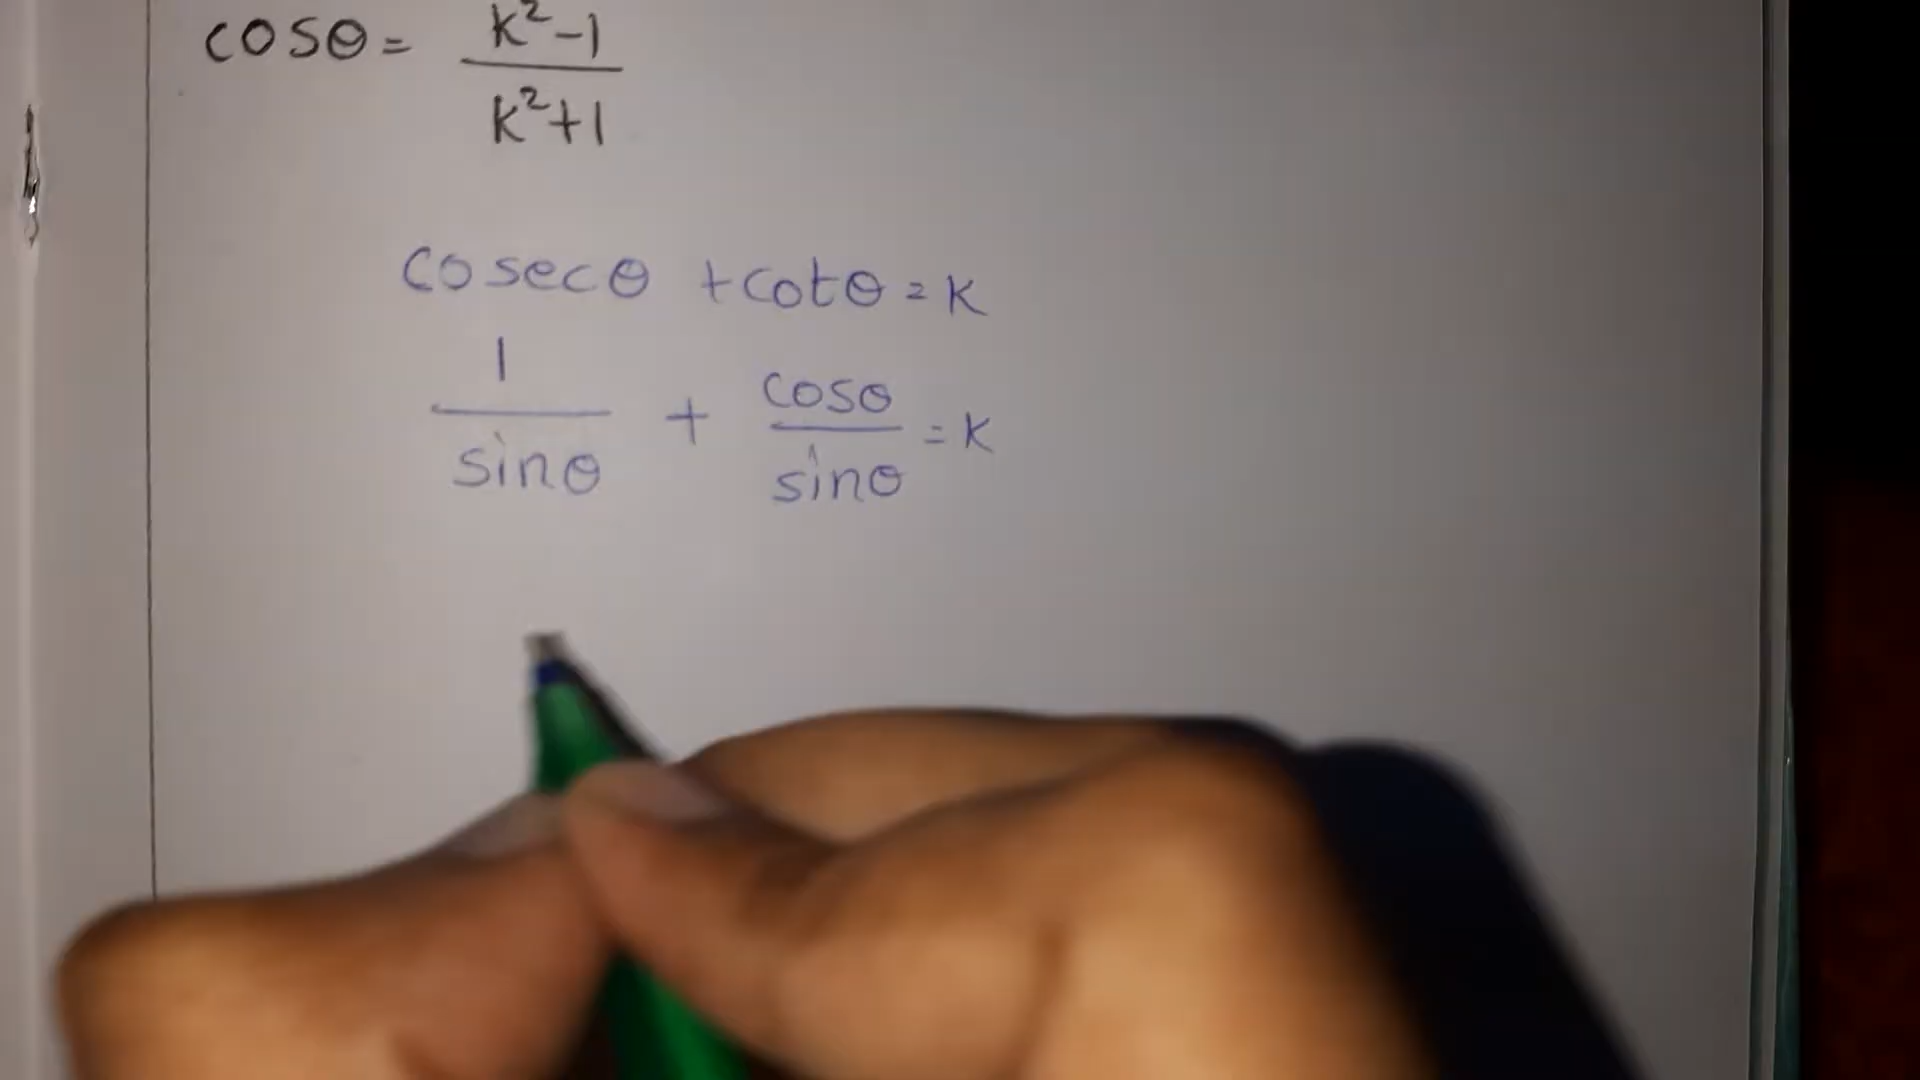 cosθ = k²-1 / k²+1
cosecθ + cotθ = k
1/sinθ + cosθ/sinθ = k